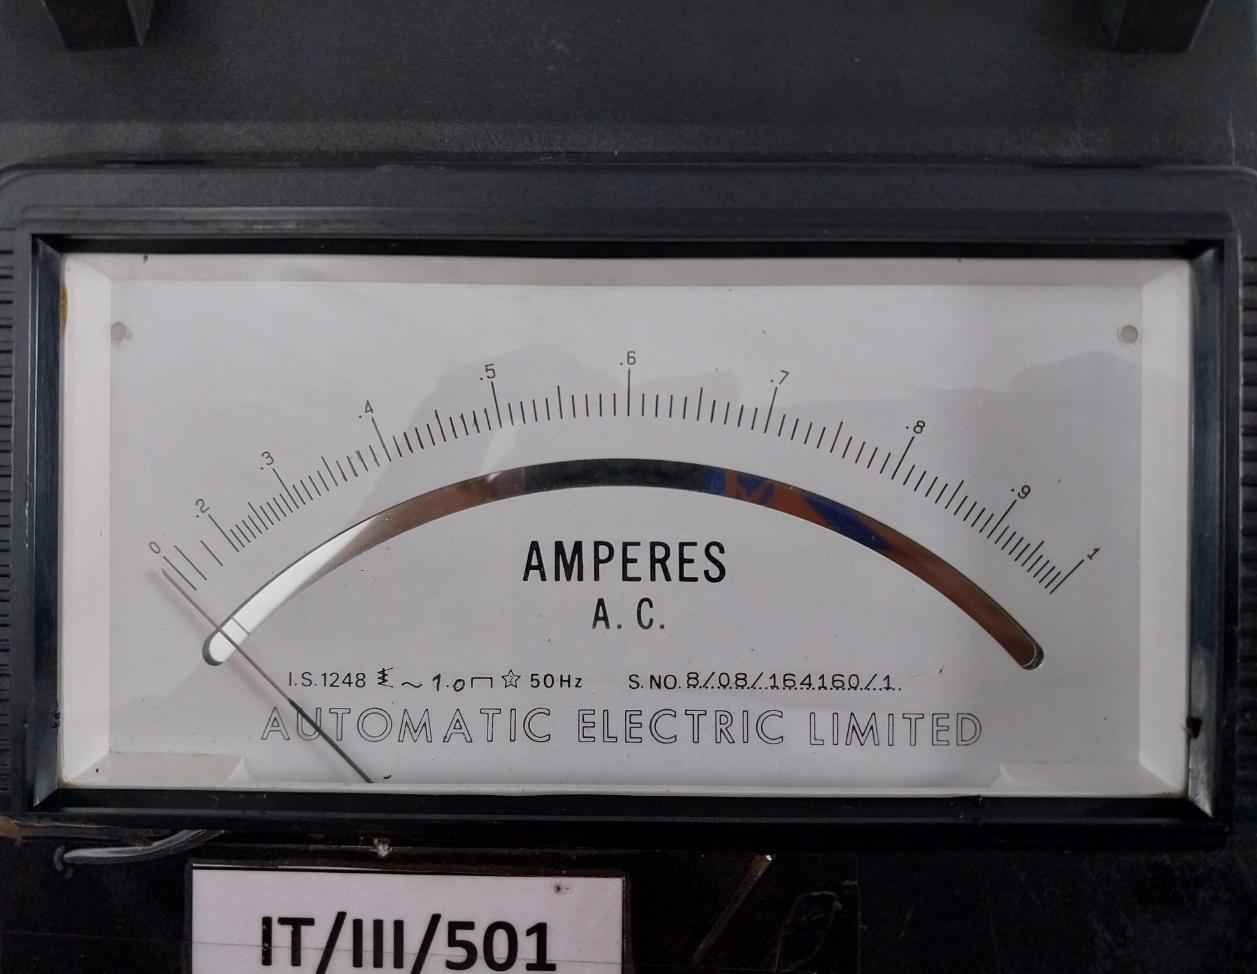 0 .2 .3 .4 .5 .6 .7 .8 .9 1
AMPERES
A. C.
I.S.1248 ~ 1.0 50Hz S. NO. 8/08/164160/1.
AUTOMATIC ELECTRIC LIMITED
IT/III/501